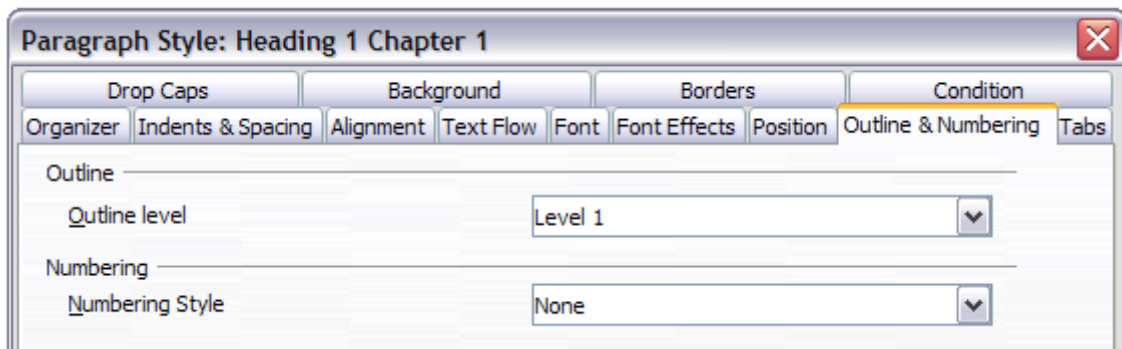 Paragraph Style: Heading 1 Chapter 1
Drop Caps Background Borders Condition
Organizer Indents & Spacing Alignment Text Flow Font Font Effects Position Outline & Numbering Tabs
Outline
Outline level Level 1
Numbering
Numbering Style None